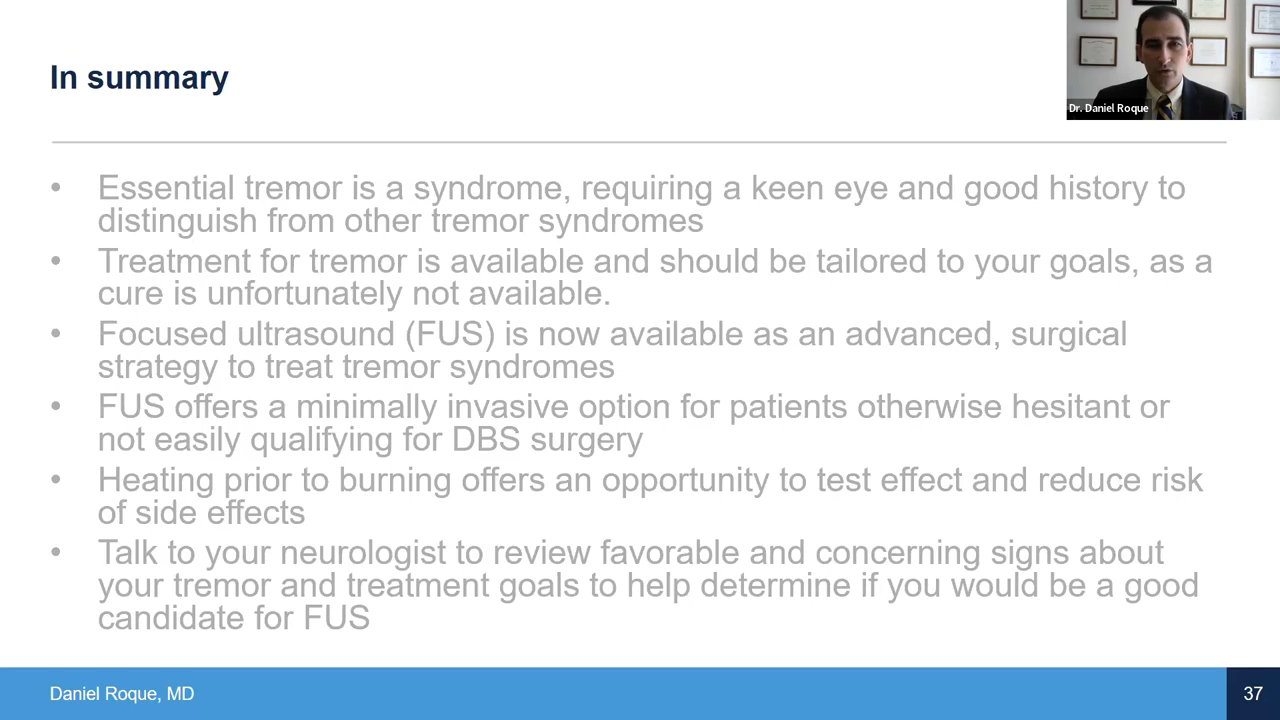 In summary
Dr. Daniel Roque
• Essential tremor is a syndrome, requiring a keen eye and good history to
distinguish from other tremor syndromes
• Treatment for tremor is available and should be tailored to your goals, as a
cure is unfortunately not available.
• Focused ultrasound (FUS) is now available as an advanced, surgical
strategy to treat tremor syndromes
• FUS offers a minimally invasive option for patients otherwise hesitant or
not easily qualifying for DBS surgery
• Heating prior to burning offers an opportunity to test effect and reduce risk
of side effects
• Talk to your neurologist to review favorable and concerning signs about
your tremor and treatment goals to help determine if you would be a good
candidate for FUS
Daniel Roque, MD
37